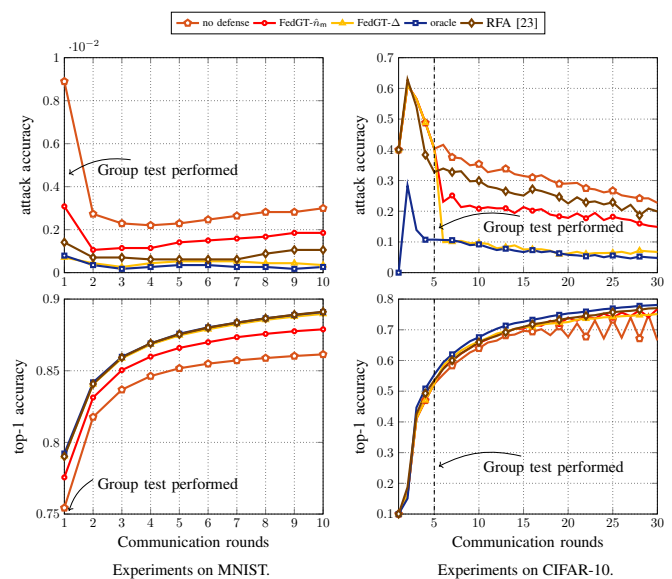 no defense FedGT-n̂ₘ FedGT-Δ oracle RFA [23]
·10⁻²
1
0.8
0.6
0.4
0.2
0
attack accuracy
Group test performed
1 2 3 4 5 6 7 8 9 10
0.7
0.6
0.5
0.4
0.3
0.2
0.1
0
attack accuracy
Group test performed
5 10 15 20 25 30
0.9
0.85
0.8
0.75
top-1 accuracy
Group test performed
1 2 3 4 5 6 7 8 9 10
Communication rounds
Experiments on MNIST.
0.8
0.7
0.6
0.5
0.4
0.3
0.2
0.1
top-1 accuracy
Group test performed
5 10 15 20 25 30
Communication rounds
Experiments on CIFAR-10.